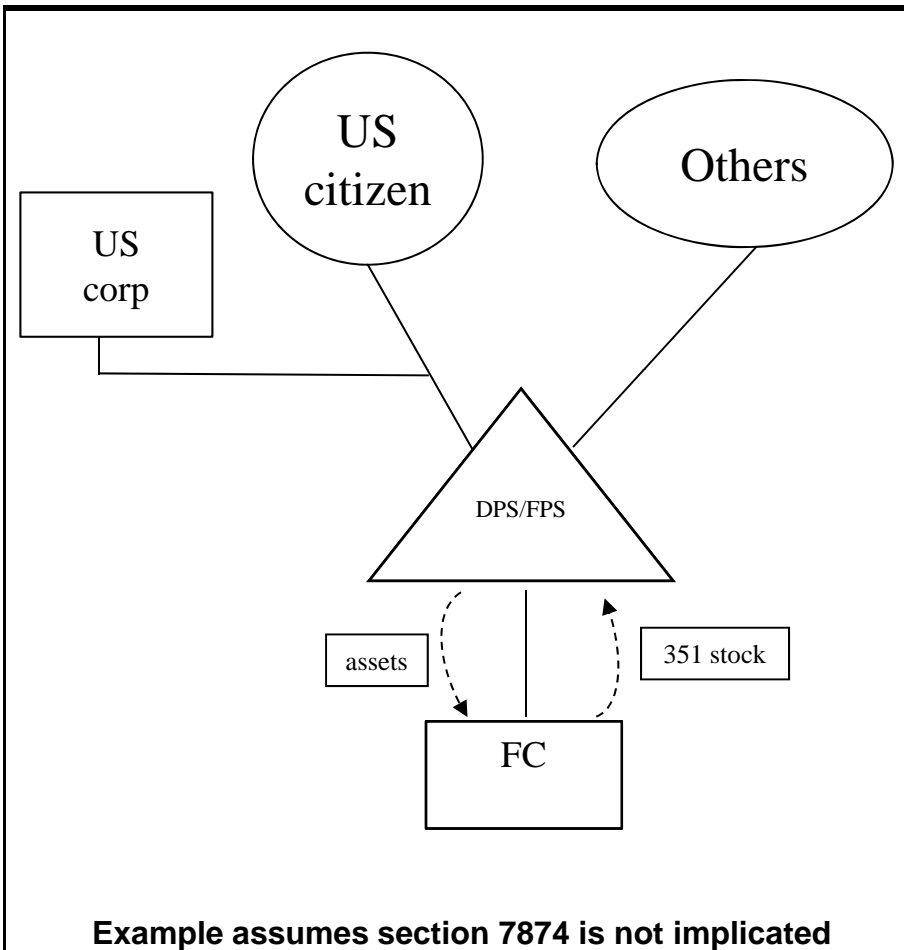 US
citizen
Others
US
corp
DPS/FPS
assets
351 stock
FC
Example assumes section 7874 is not implicated